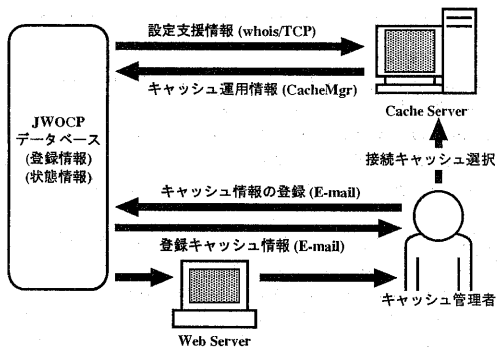 設定支援情報 (whois/TCP)
キャッシュ運用情報 (CacheMgr)
Cache Server
JWOCP
データベース
(登録情報)
(状態情報)
接続キャッシュ選択
キャッシュ情報の登録 (E-mail)
登録キャッシュ情報 (E-mail)
キャッシュ管理者
Web Server